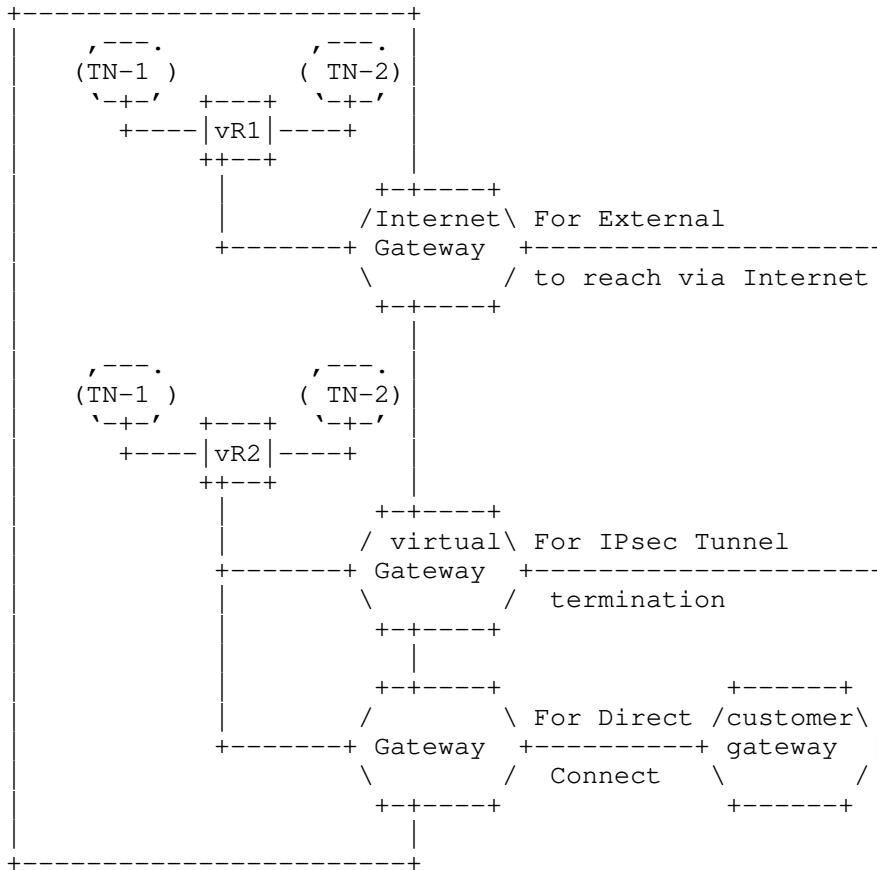 TN-1 TN-2
vR1
Internet For External
Gateway
to reach via Internet
TN-1 TN-2
vR2
virtual For IPsec Tunnel
Gateway
termination
For Direct customer
Gateway gateway
Connect